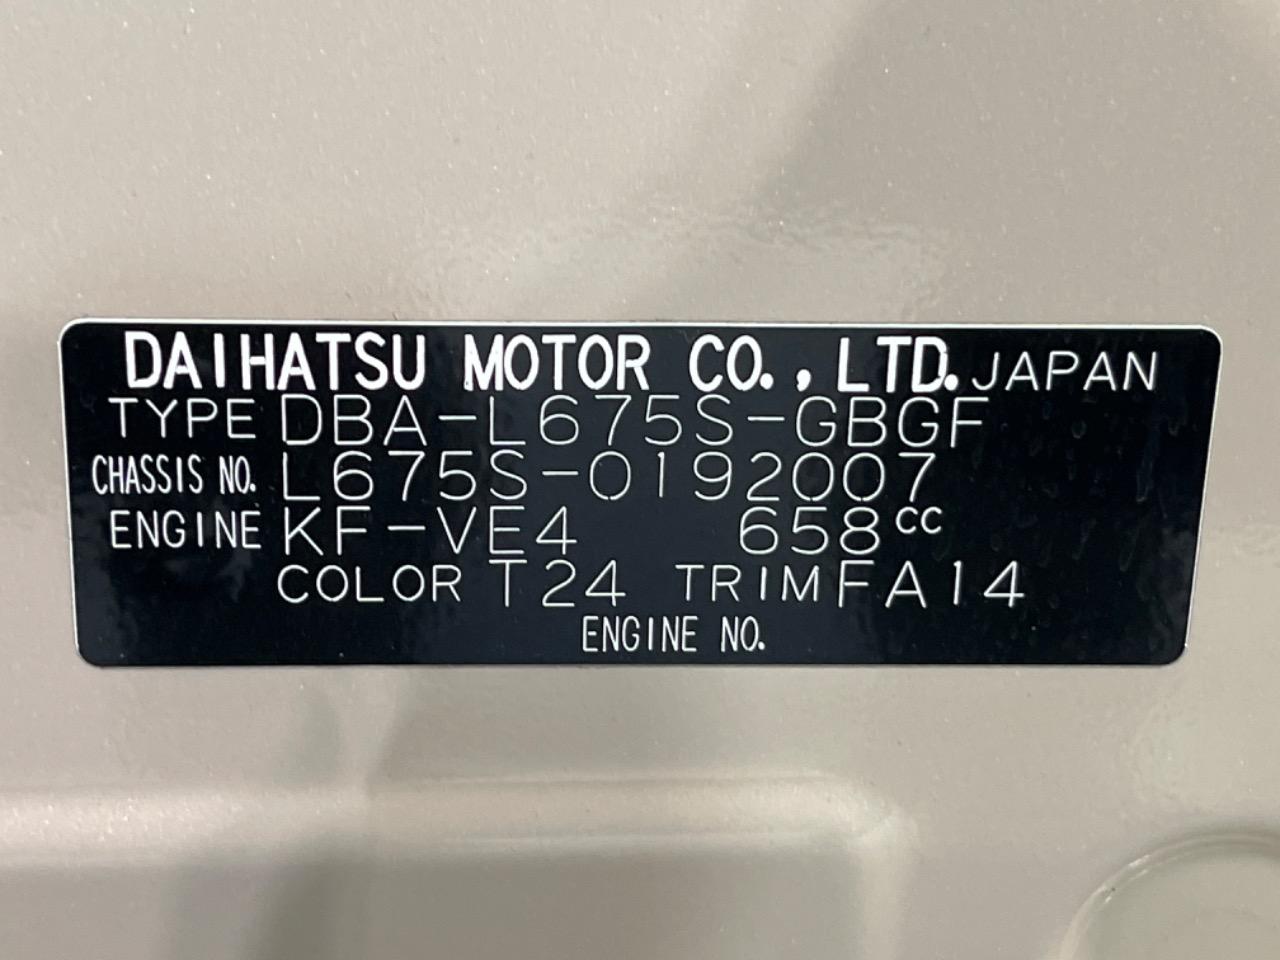 DAIHATSU MOTOR CO., LTD. JAPAN
TYPE DBA-L675S-GBGF
CHASSIS NO. L675S-0192007
ENGINE KF-VE4 658cc
COLOR T24 TRIM FA14
ENGINE NO.